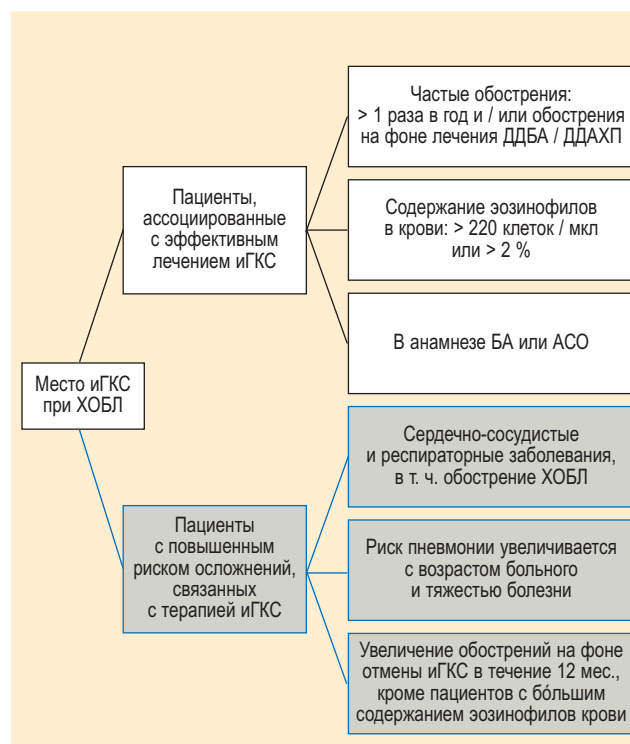 Место иГКС
при ХОБЛ
Пациенты,
ассоциированные
с эффективным
лечением иГКС
Частые обострения:
> 1 раза в год и / или обострения
на фоне лечения ДДБА / ДДАХП
Содержание эозинофилов
в крови: > 220 клеток / мкл
или > 2 %
В анамнезе БА или АСО
Пациенты
с повышенным
риском осложнений,
связанных
с терапией иГКС
Сердечно-сосудистые
и респираторные заболевания,
в т. ч. обострение ХОБЛ
Риск пневмонии увеличивается
с возрастом больного
и тяжестью болезни
Увеличение обострений на фоне
отмены иГКС в течение 12 мес.,
кроме пациентов с бо́льшим
содержанием эозинофилов крови